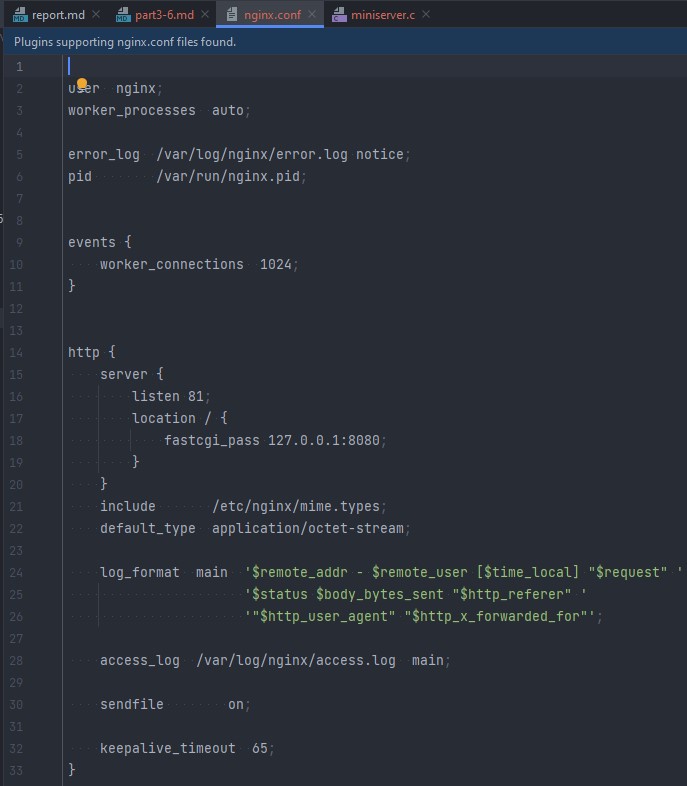 report.md part3-6.md nginx.conf miniserver.c
Plugins supporting nginx.conf files found.
1
2 user  nginx;
3 worker_processes  auto;
4
5 error_log  /var/log/nginx/error.log notice;
6 pid        /var/run/nginx.pid;
7
8
9 events {
10     worker_connections  1024;
11 }
12
13
14 http {
15     server {
16         listen 81;
17         location / {
18             fastcgi_pass 127.0.0.1:8080;
19         }
20     }
21     include       /etc/nginx/mime.types;
22     default_type  application/octet-stream;
23
24     log_format  main  '$remote_addr - $remote_user [$time_local] "$request" '
25                       '$status $body_bytes_sent "$http_referer" '
26                       '"$http_user_agent" "$http_x_forwarded_for"';
27
28     access_log  /var/log/nginx/access.log  main;
29
30     sendfile        on;
31
32     keepalive_timeout  65;
33 }